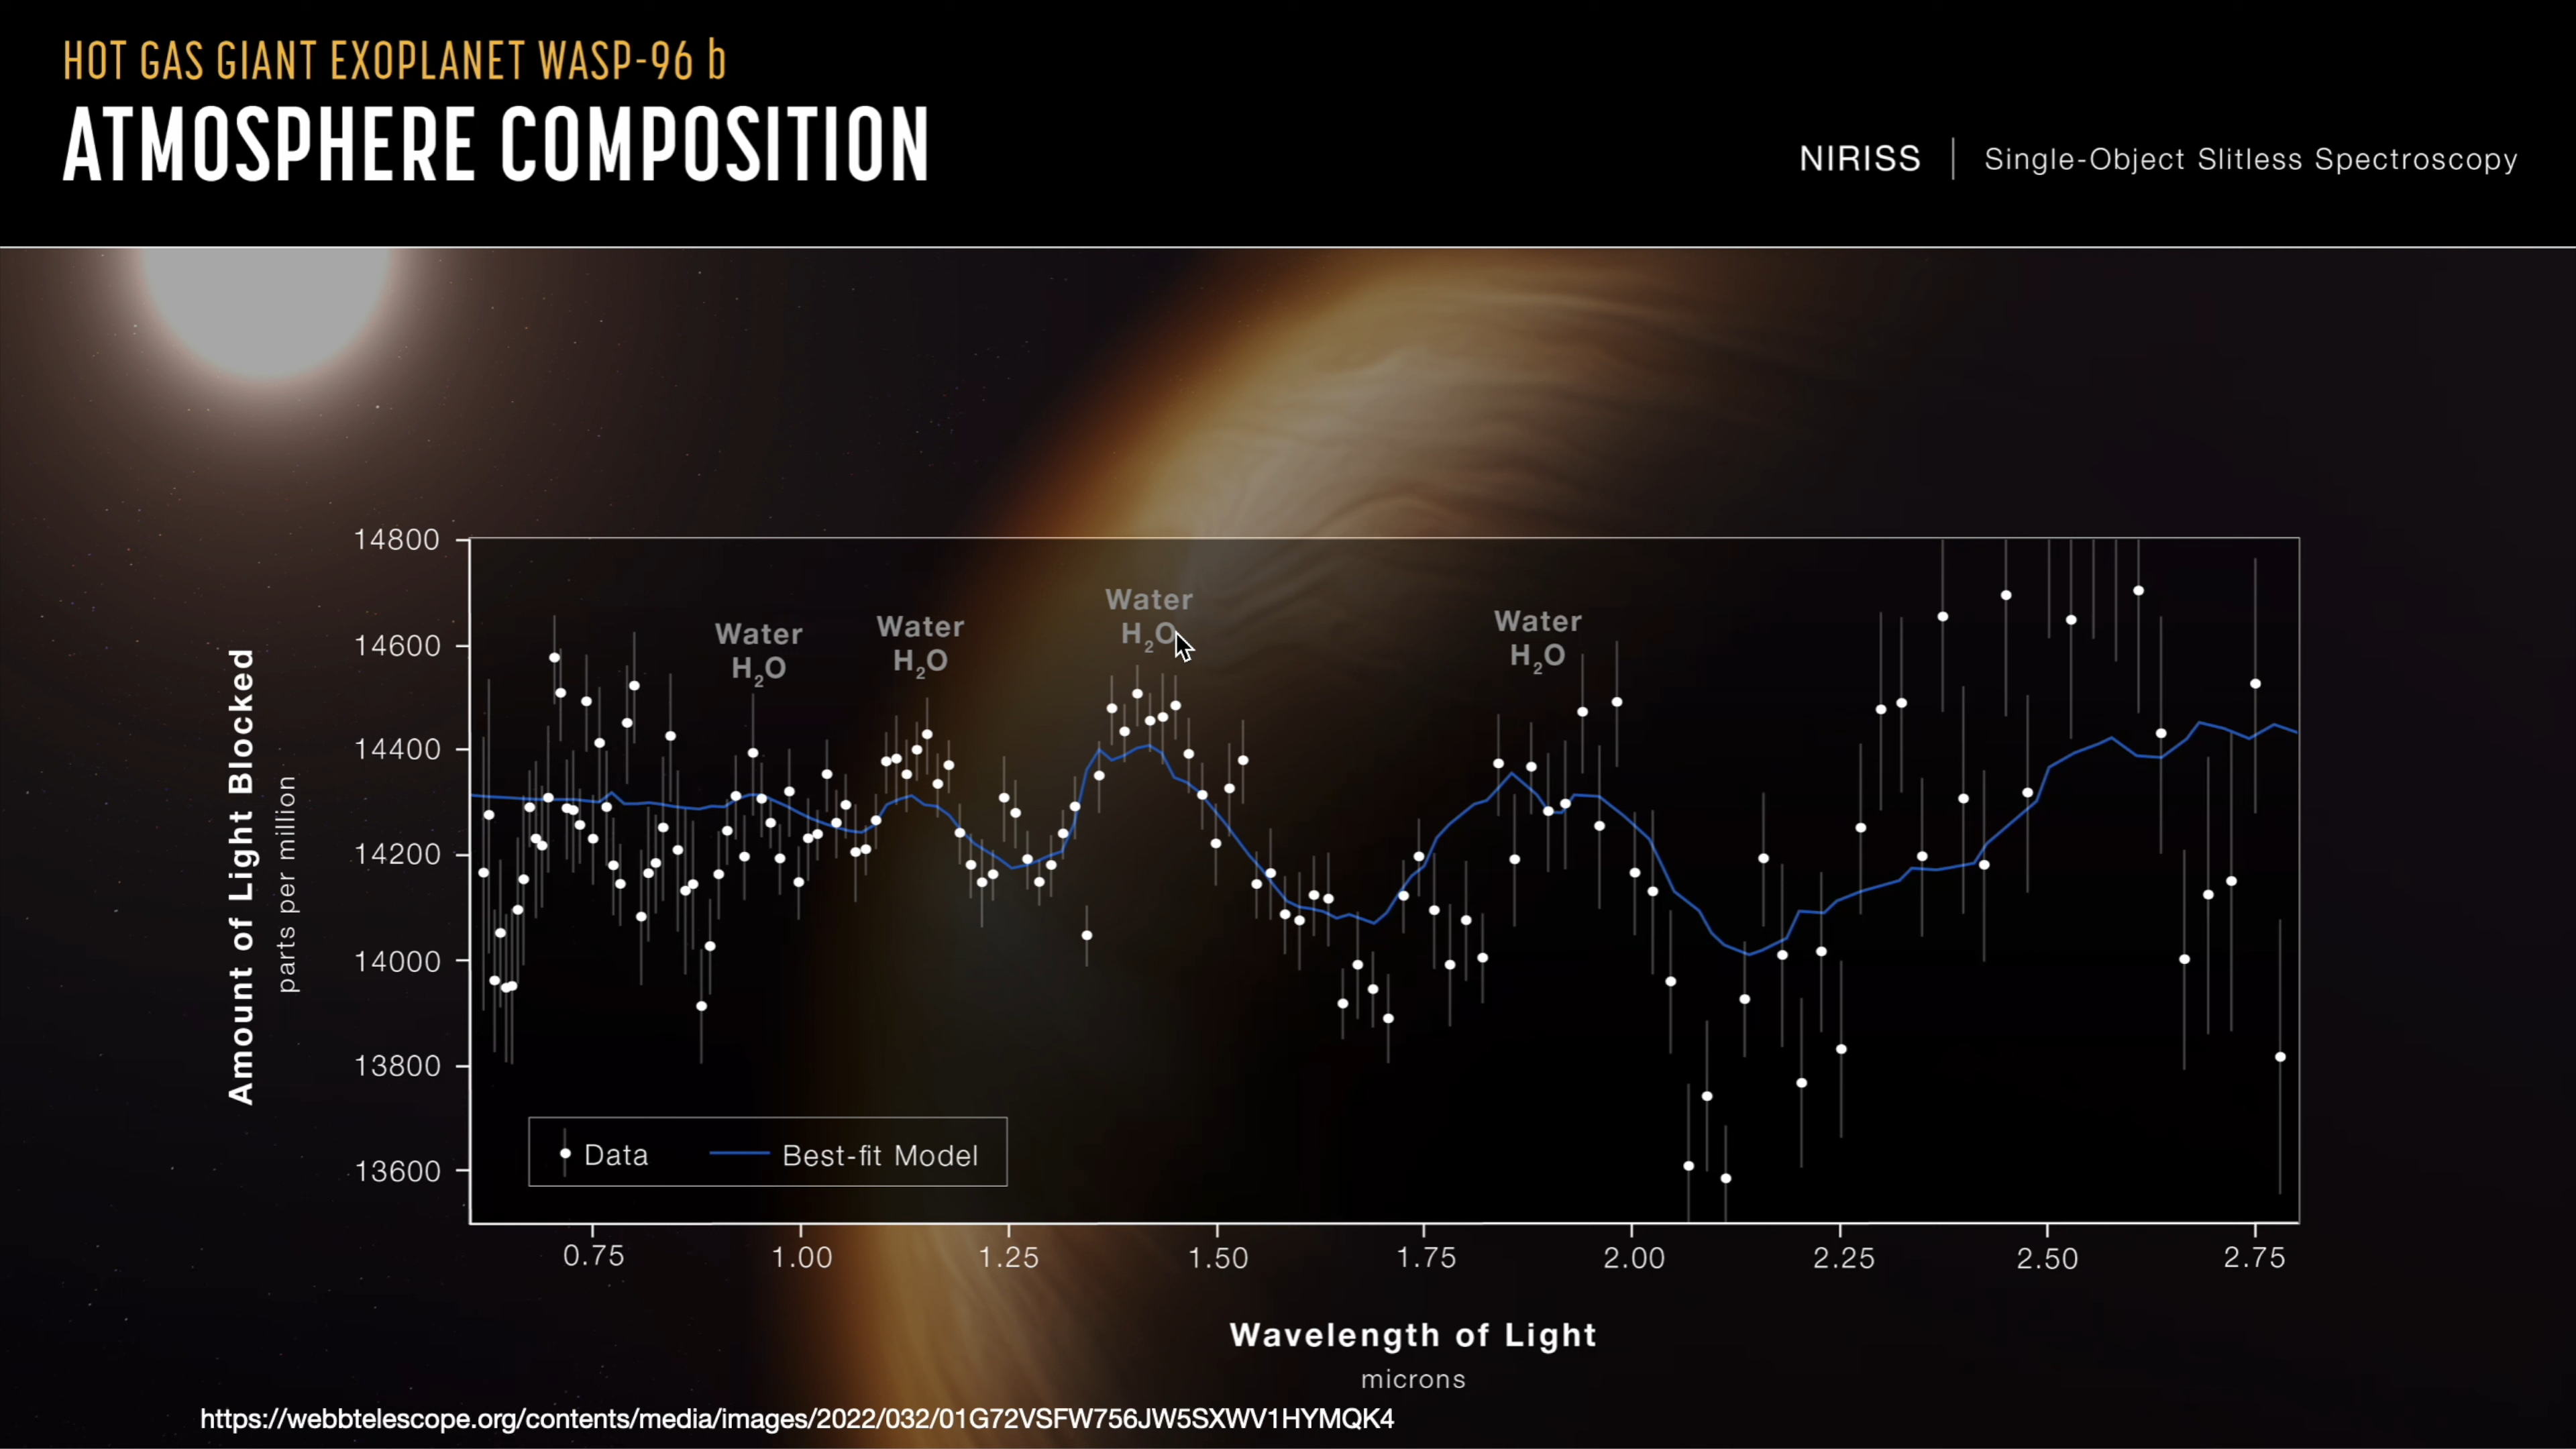 HOT GAS GIANT EXOPLANET WASP-96 b
ATMOSPHERE COMPOSITION
NIRISS | Single-Object Slitless Spectroscopy
Amount of Light Blocked
parts per million
14800
14600
14400
14200
14000
13800
13600
Water
H₂O
Water
H₂O
Water
H₂O
Water
H₂O
Data
Best-fit Model
0.75 1.00 1.25 1.50 1.75 2.00 2.25 2.50 2.75
Wavelength of Light
microns
https://webbtelescope.org/contents/media/images/2022/032/01G72VSFW756JW5SXWV1HYMQK4